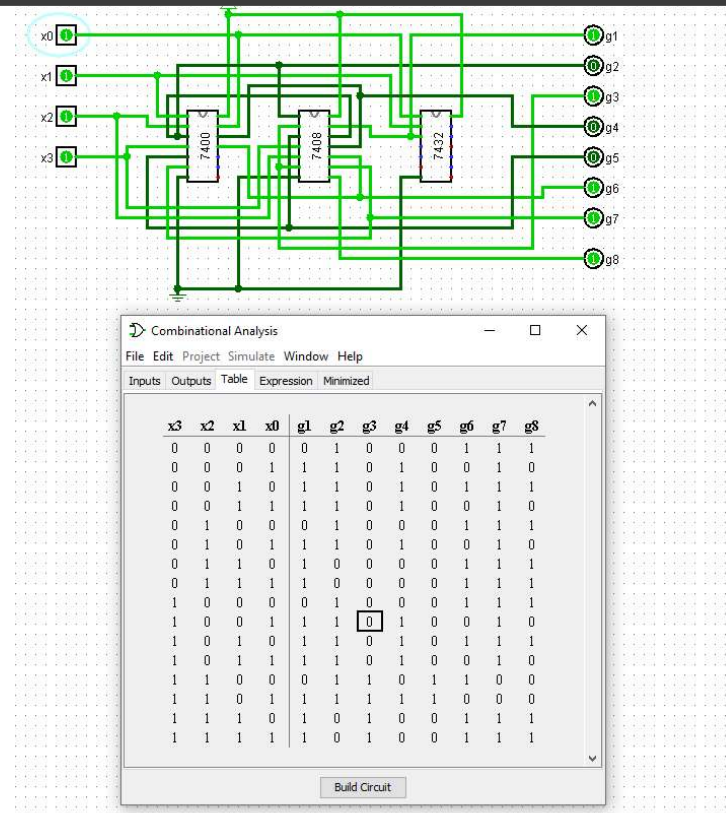 x0 1
1 g1
0 g2
x1 1
1 g3
x2 1
0 g4
x3 1
7400
7408
7432
0 g5
1 g6
1 g7
1 g8
Combinational Analysis
File Edit Project Simulate Window Help
Inputs Outputs Table Expression Minimized
x3 x2 x1 x0 g1 g2 g3 g4 g5 g6 g7 g8
0 0 0 0 0 1 0 0 0 1 1 1
0 0 0 1 1 1 0 1 0 0 1 0
0 0 1 0 1 1 0 1 0 1 1 1
0 0 1 1 1 1 0 1 0 0 1 0
0 1 0 0 0 1 0 0 0 1 1 1
0 1 0 1 1 1 0 1 0 0 1 0
0 1 1 0 1 0 0 0 0 1 1 1
0 1 1 1 1 0 0 0 0 1 1 1
1 0 0 0 0 1 0 0 0 1 1 1
1 0 0 1 1 1 0 1 0 0 1 0
1 0 1 0 1 1 0 1 0 1 1 1
1 0 1 1 1 1 0 1 0 0 1 0
1 1 0 0 0 1 1 0 1 1 0 0
1 1 0 1 1 1 1 1 1 0 0 0
1 1 1 0 1 0 1 0 0 1 1 1
1 1 1 1 1 0 1 0 0 1 1 1
Build Circuit